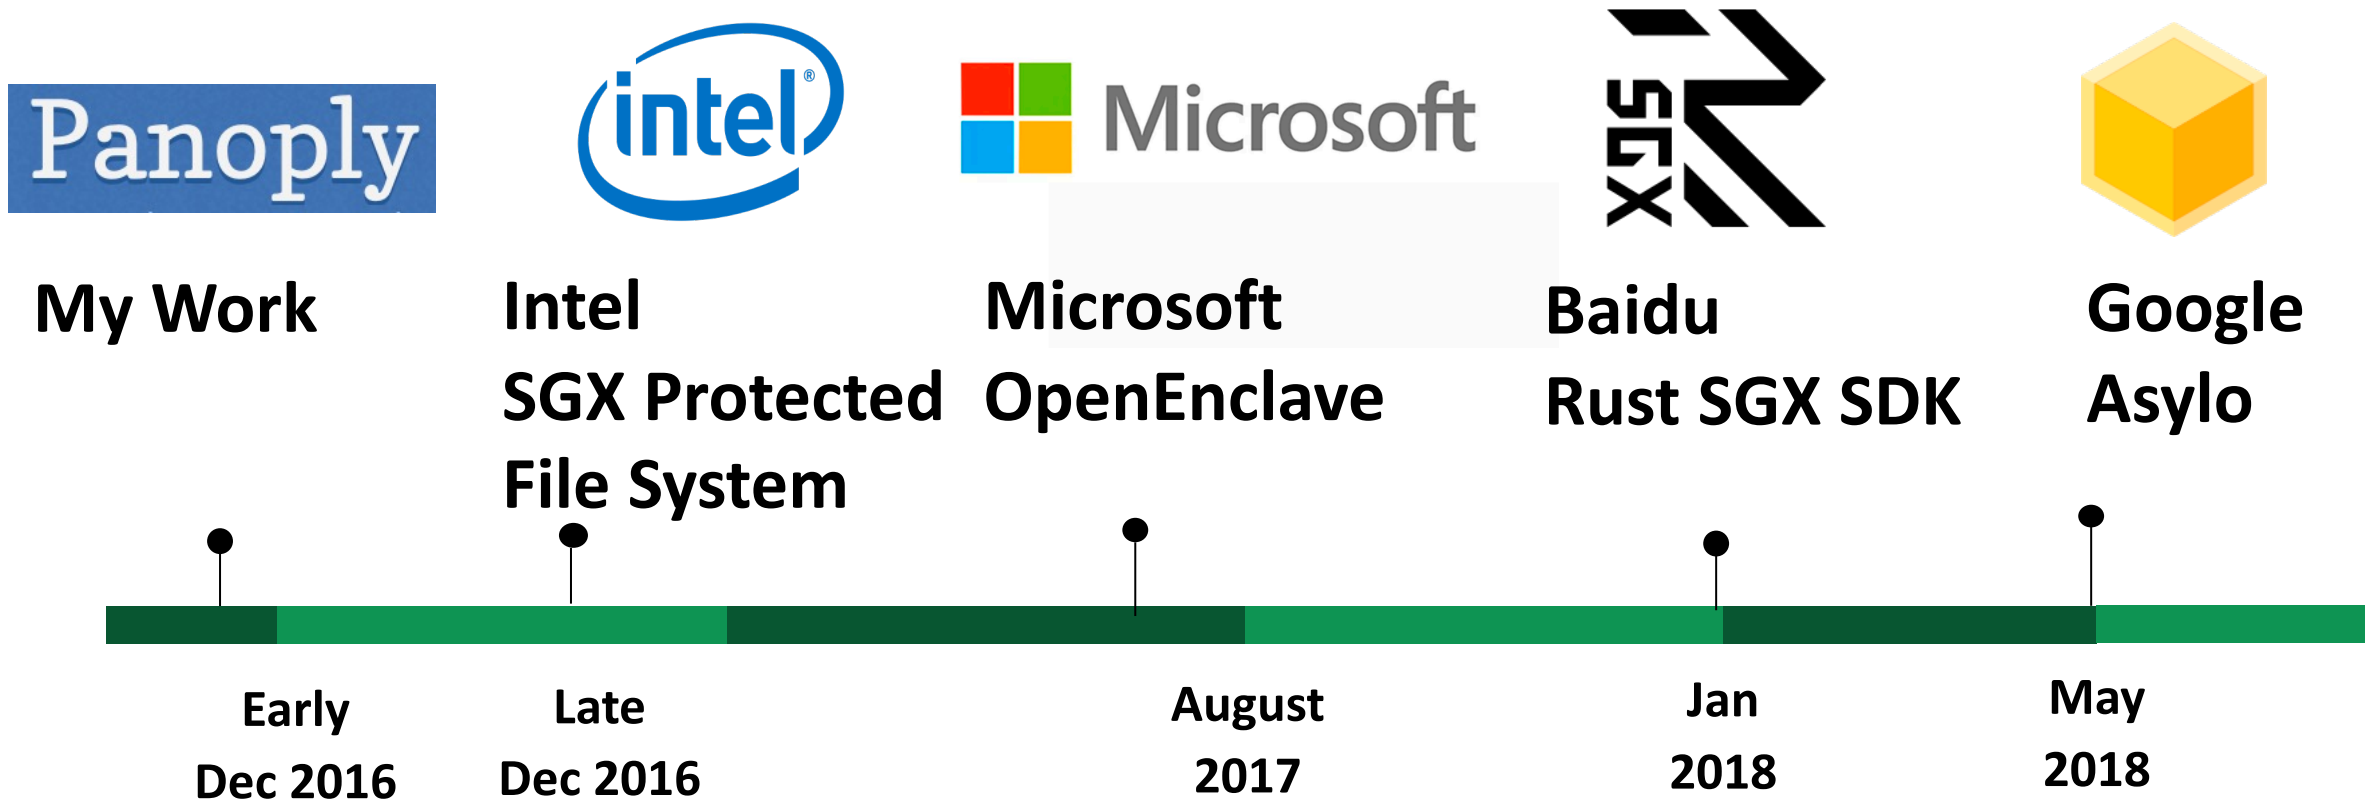 Panoply
intel®
Microsoft
SGX
My Work
Intel
SGX Protected
File System
Microsoft
OpenEnclave
Baidu
Rust SGX SDK
Google
Asylo
Early
Dec 2016
Late
Dec 2016
August
2017
Jan
2018
May
2018